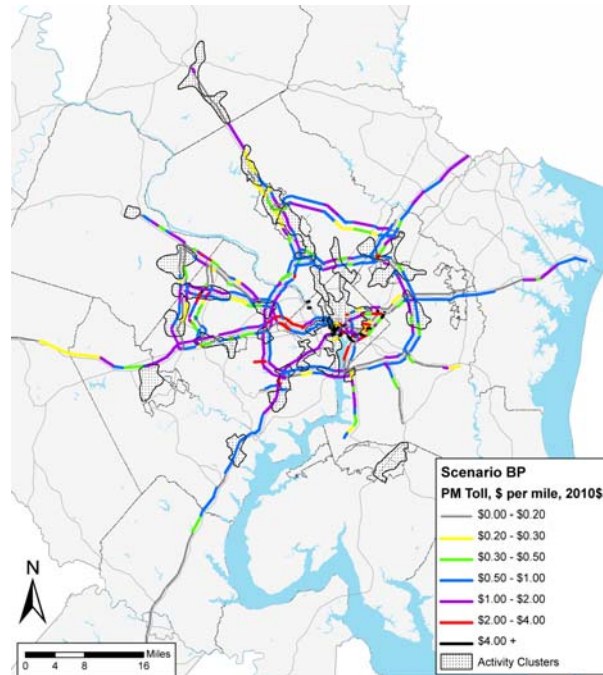 Scenario BP
PM Toll, $ per mile, 2010$
$0.00 - $0.20
$0.20 - $0.30
$0.30 - $0.50
$0.50 - $1.00
$1.00 - $2.00
$2.00 - $4.00
$4.00 +
Activity Clusters
N
Miles
0 4 8 16